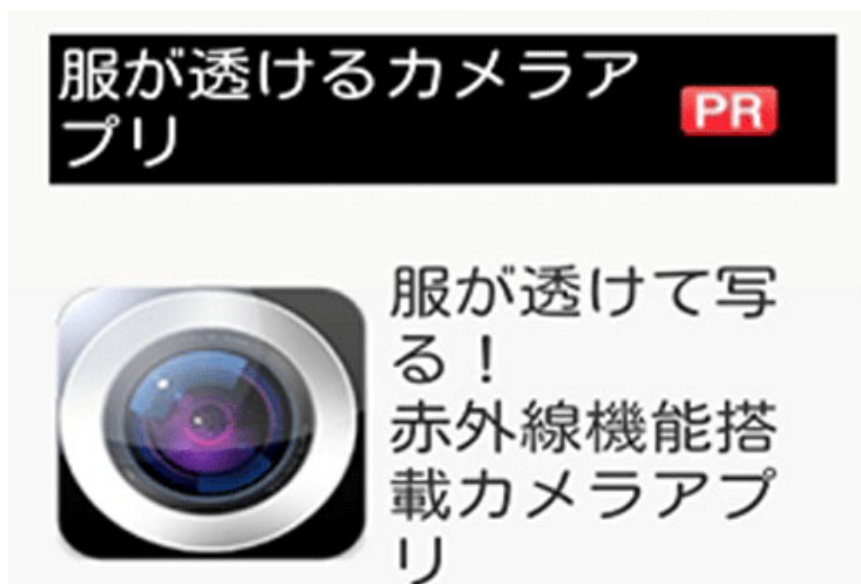 服が透けるカメラア
プリ
PR
服が透けて写
る！
赤外線機能搭
載カメラアプ
リ